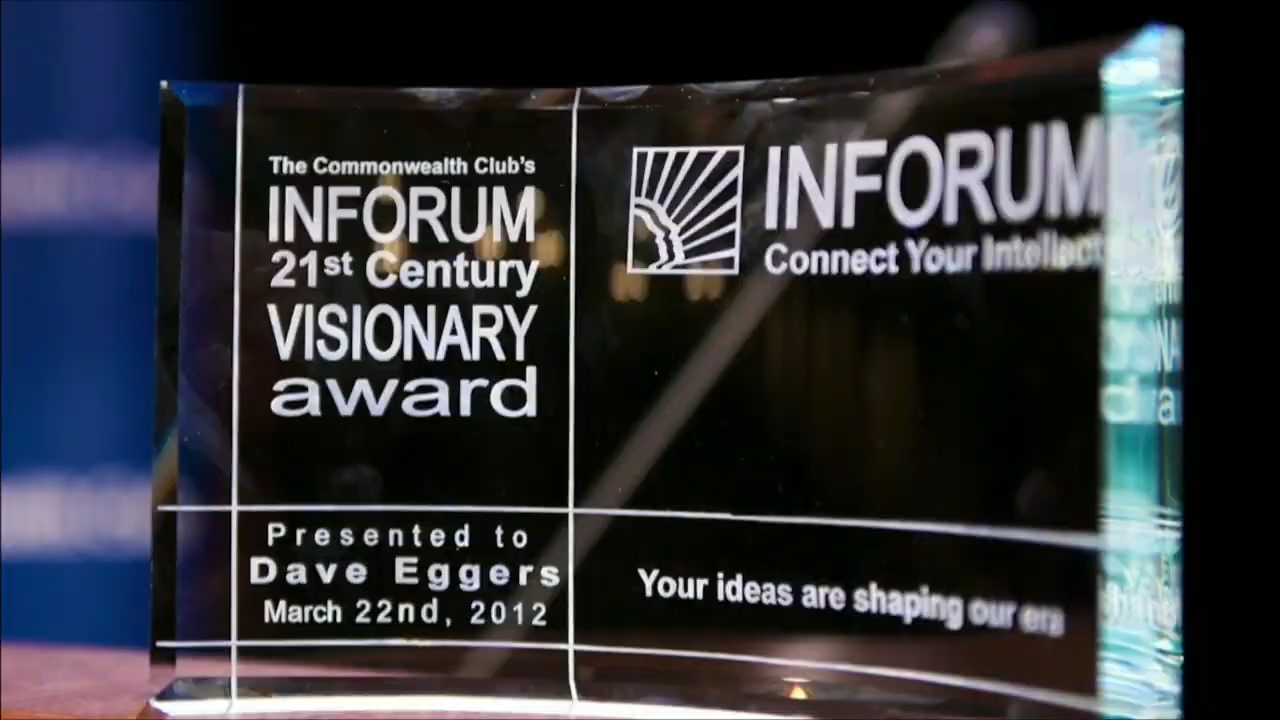 The Commonwealth Club's
INFORUM
21st Century
VISIONARY
award
Presented to
Dave Eggers
March 22nd, 2012
INFORUM
Connect Your Intellect
Your ideas are shaping our era